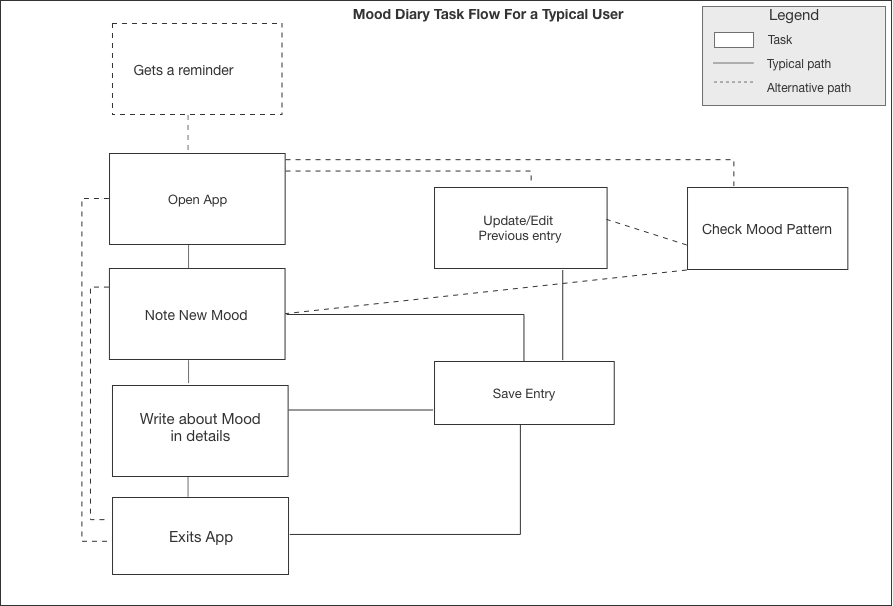 Mood Diary Task Flow For a Typical User
Legend
Task
Typical path
Alternative path
Gets a reminder
Open App
Update/Edit
Previous entry
Check Mood Pattern
Note New Mood
Save Entry
Write about Mood
in details
Exits App